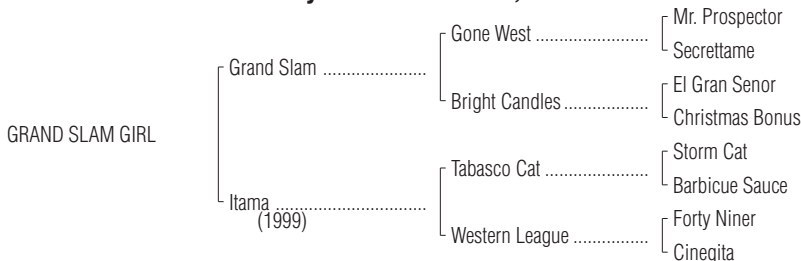 Mr. Prospector
Gone West ........................
Secrettame
Grand Slam ......................
El Gran Senor
Bright Candles..................
Christmas Bonus
GRAND SLAM GIRL
Storm Cat
Tabasco Cat ......................
Barbicue Sauce
Itama ................................
(1999)
Forty Niner
Western League ................
Cinegita